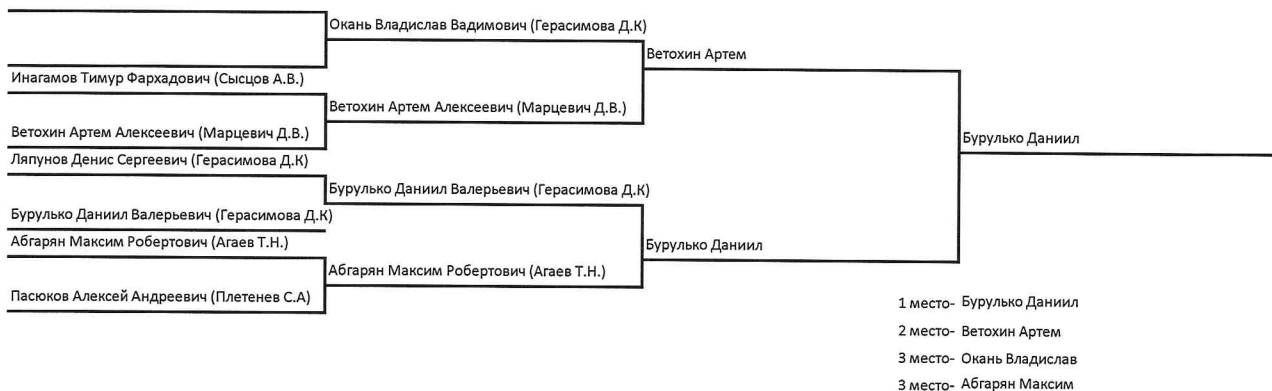 Окань Владислав Вадимович (Герасимова Д.К)
Ветохин Артем
Инагамов Тимур Фархадович (Сысцов А.В.)
Ветохин Артем Алексеевич (Марцевич Д.В.)
Ветохин Артем Алексеевич (Марцевич Д.В.)
Бурулько Даниил
Ляпунов Денис Сергеевич (Герасимова Д.К)
Бурулько Даниил Валерьевич (Герасимова Д.К)
Бурулько Даниил Валерьевич (Герасимова Д.К)
Абгарян Максим Робертович (Агаев Т.Н.)
Бурулько Даниил
Абгарян Максим Робертович (Агаев Т.Н.)
Пасюков Алексей Андреевич (Плетенев С.А)
1 место- Бурулько Даниил
2 место- Ветохин Артем
3 место- Окань Владислав
3 место- Абгарян Максим